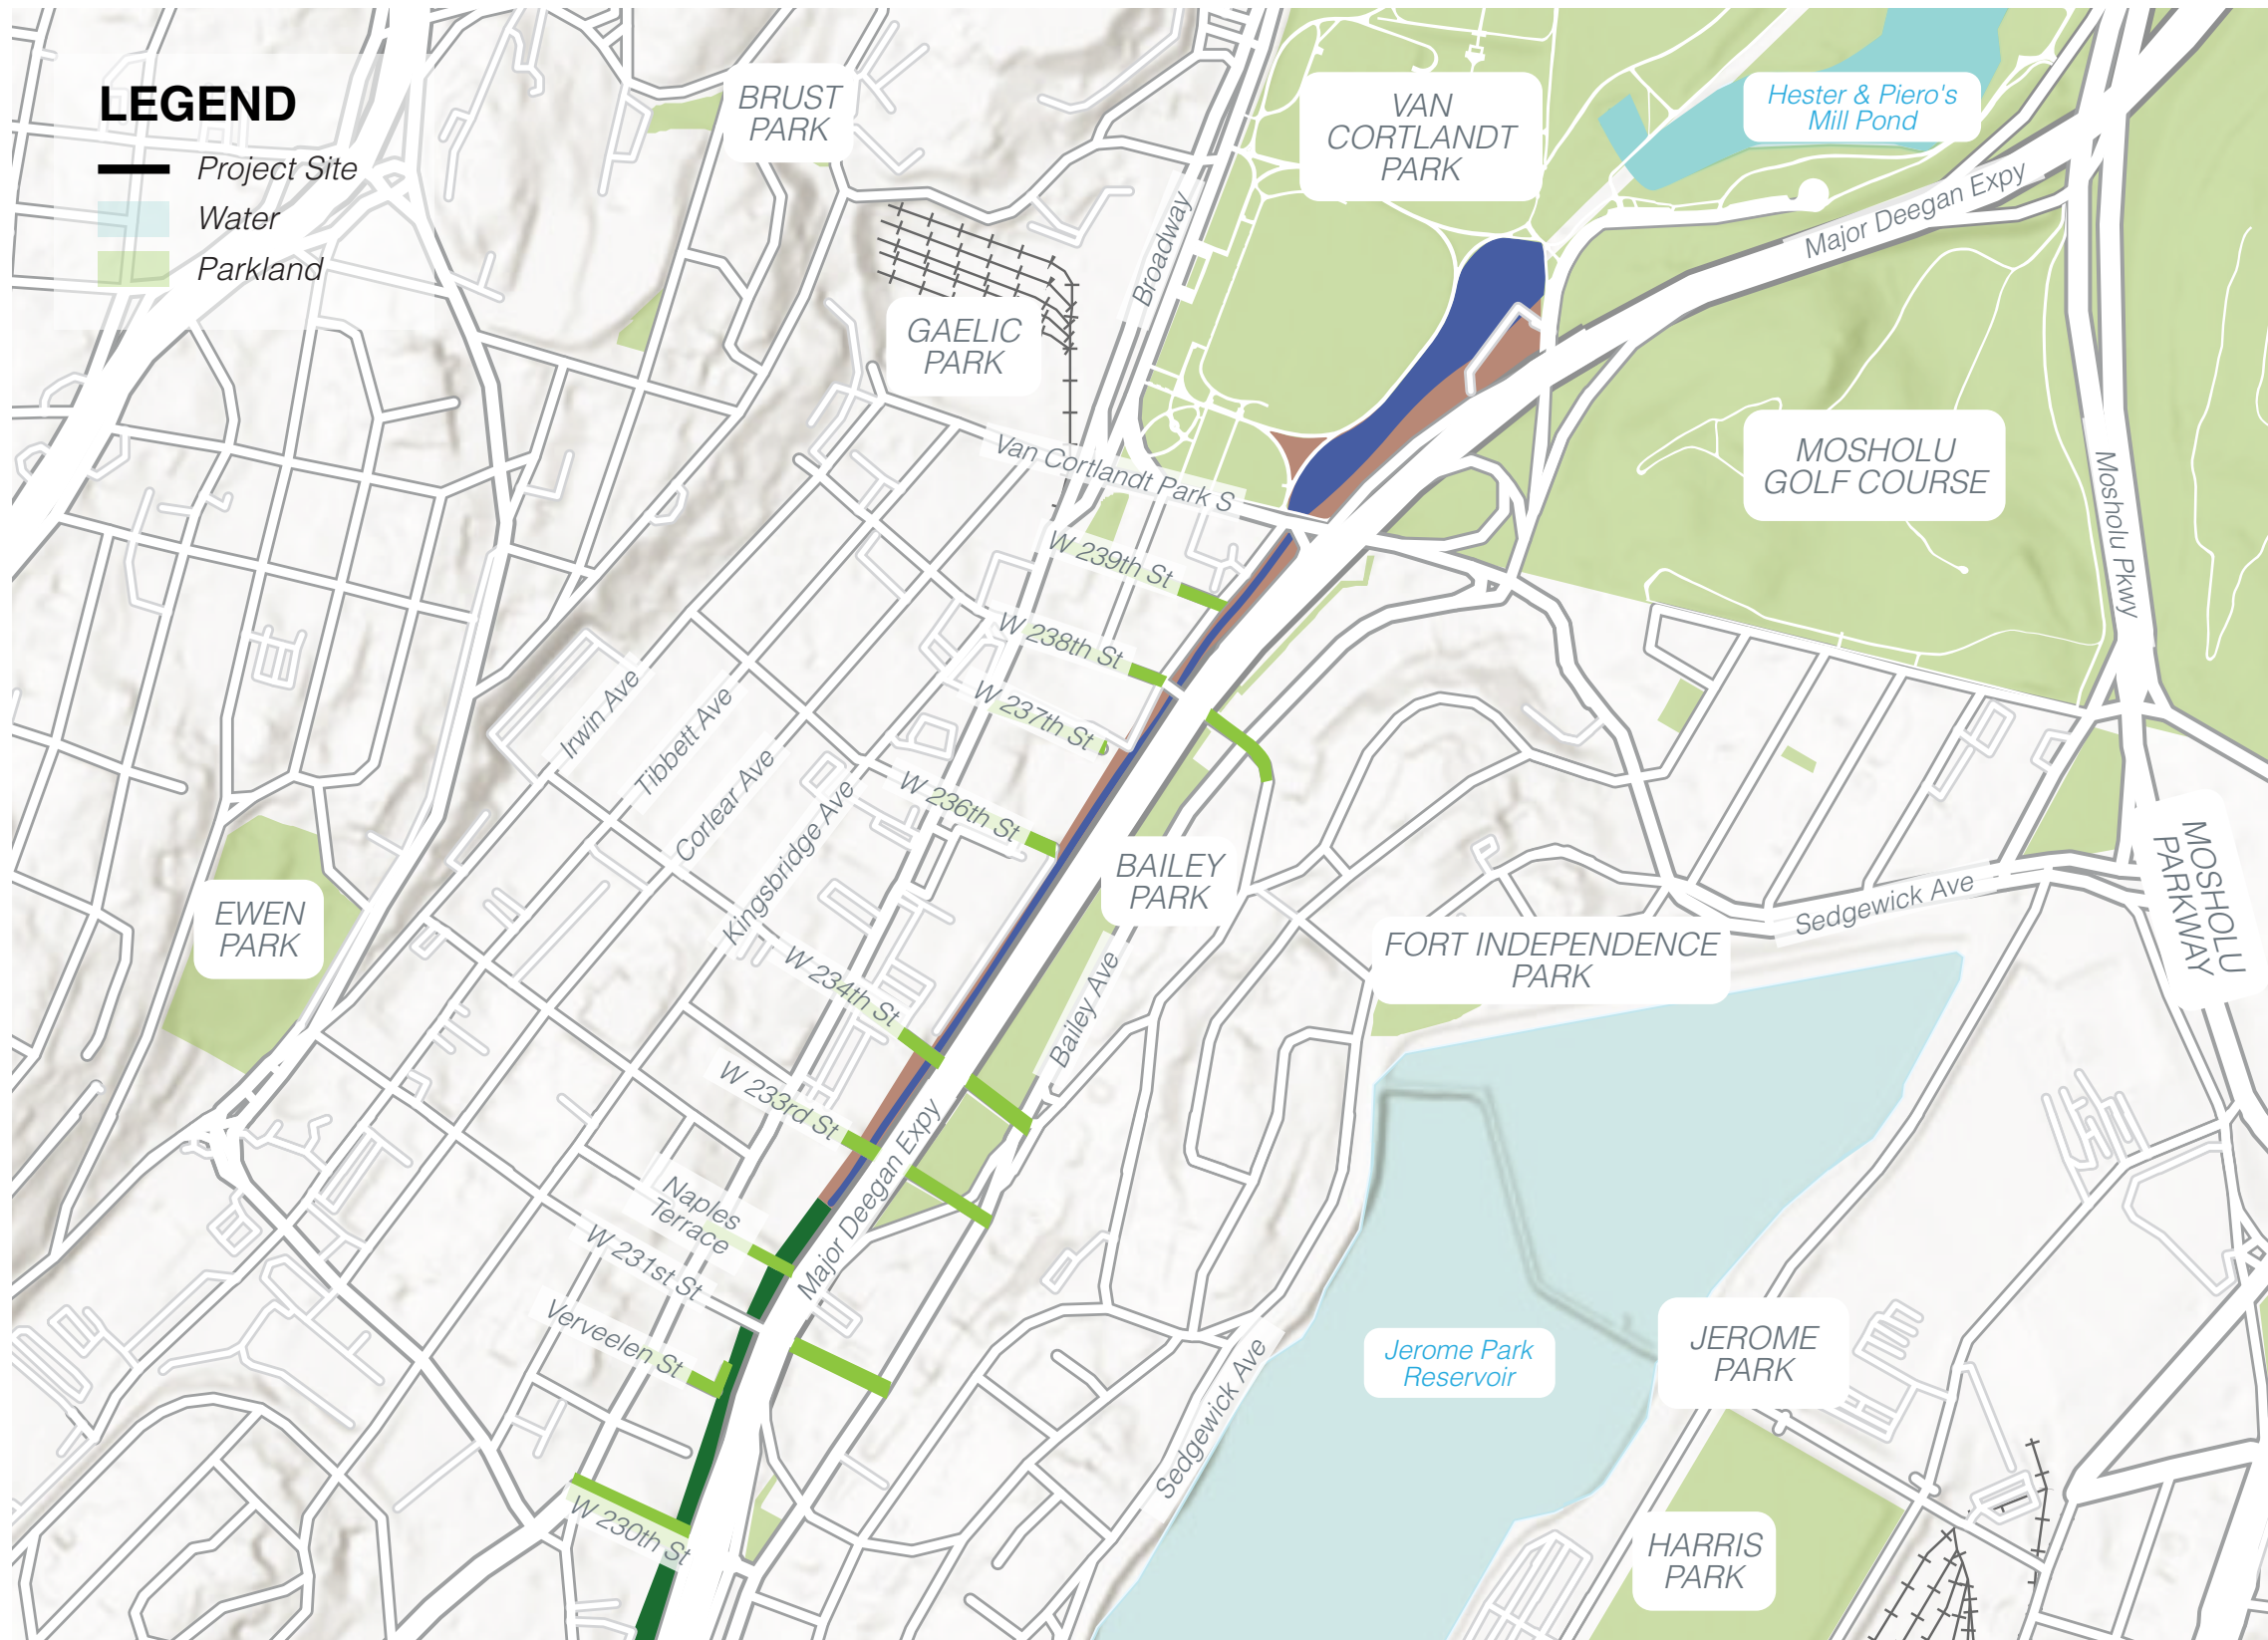 LEGEND
Project Site
Water
Parkland
BRUST
PARK
VAN
CORTLANDT
PARK
Hester & Piero's
Mill Pond
Major Deegan Expy
Broadway
GAELIC
PARK
Van Cortlandt Park S
MOSHOLU
GOLF COURSE
Mosholu Pkwy
W 239th St
W 238th St
W 237th St
Irwin Ave
Tibbett Ave
Corlear Ave
Kingsbridge Ave
W 236th St
BAILEY
PARK
EWEN
PARK
W 234th St
Bailey Ave
FORT INDEPENDENCE
PARK
Sedgewick Ave
MOSHOLU
PARKWAY
W 233rd St
Major Deegan Expy
Naples
Terrace
W 231st St
Verveelen St
W 230th St
Sedgewick Ave
Jerome Park
Reservoir
JEROME
PARK
HARRIS
PARK